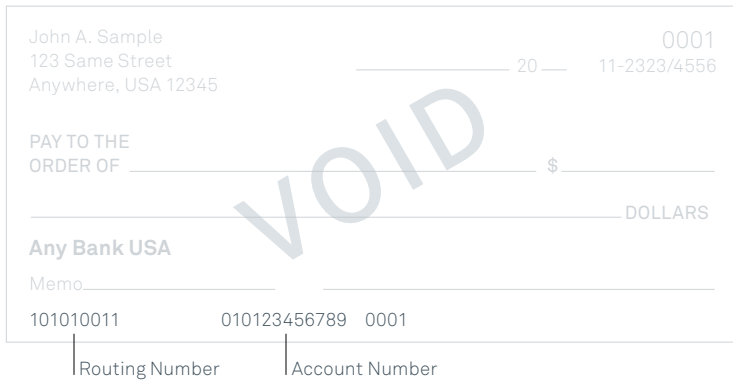 John A. Sample 0001
123 Same Street 20 11-2323/4556
Anywhere, USA 12345
VOID
PAY TO THE
ORDER OF $
DOLLARS
Any Bank USA
Memo
101010011 010123456789 0001
Routing Number Account Number